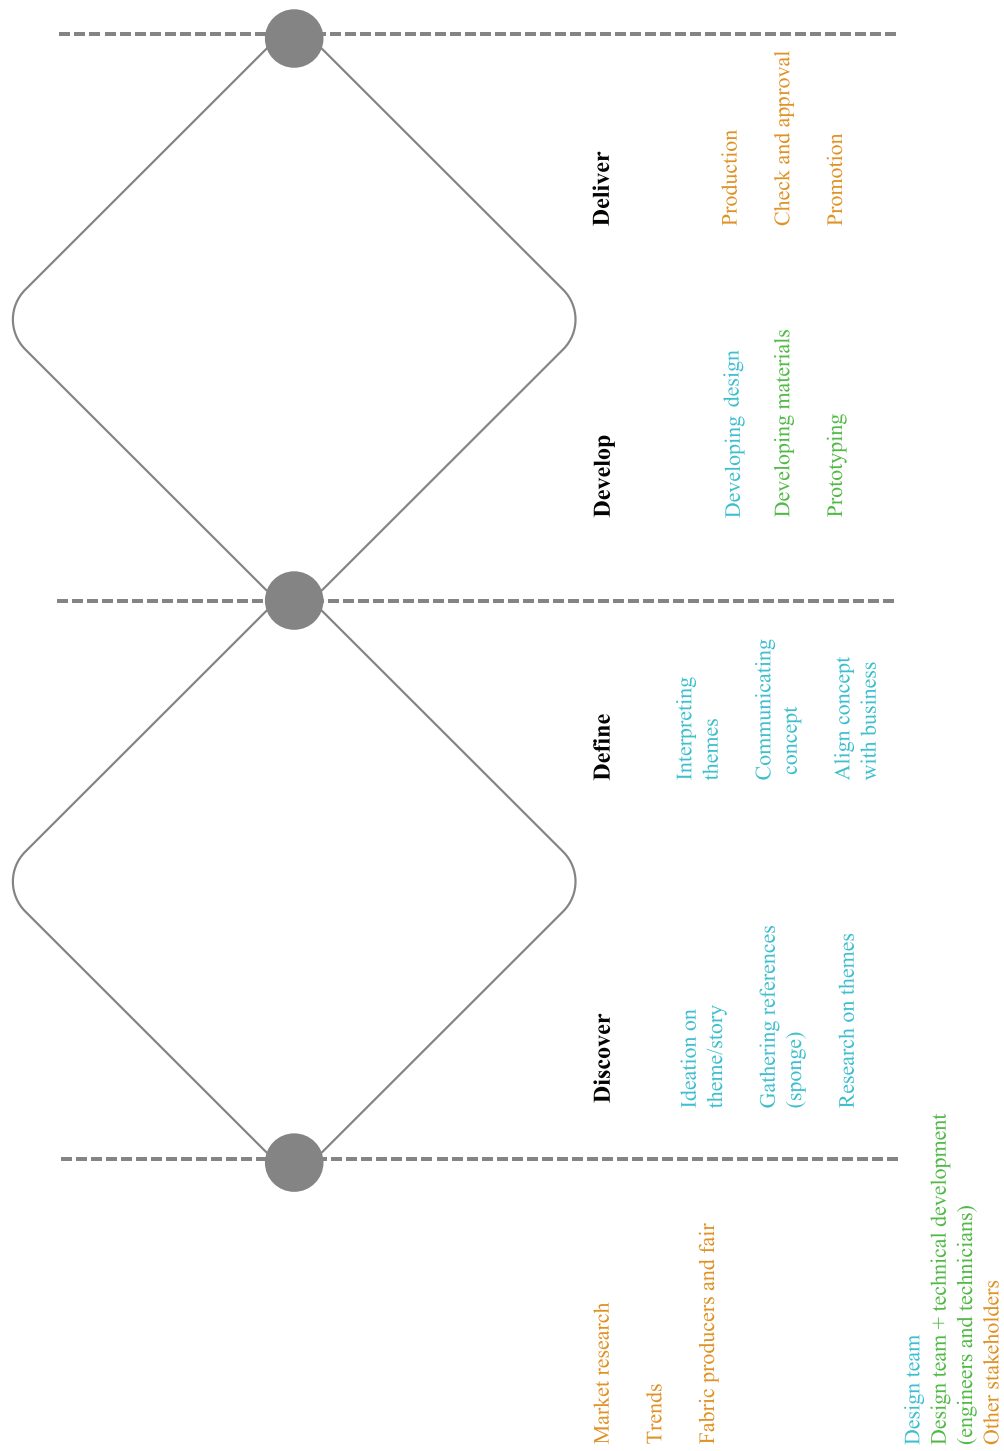 Market research
Trends
Fabric producers and fair
Discover
Ideation on
theme/story
Gathering references
(sponge)
Research on themes
Define
Interpreting
themes
Communicating
concept
Align concept
with business
Develop
Developing design
Developing materials
Prototyping
Deliver
Production
Check and approval
Promotion
Design team
Design team + technical development
(engineers and technicians)
Other stakeholders